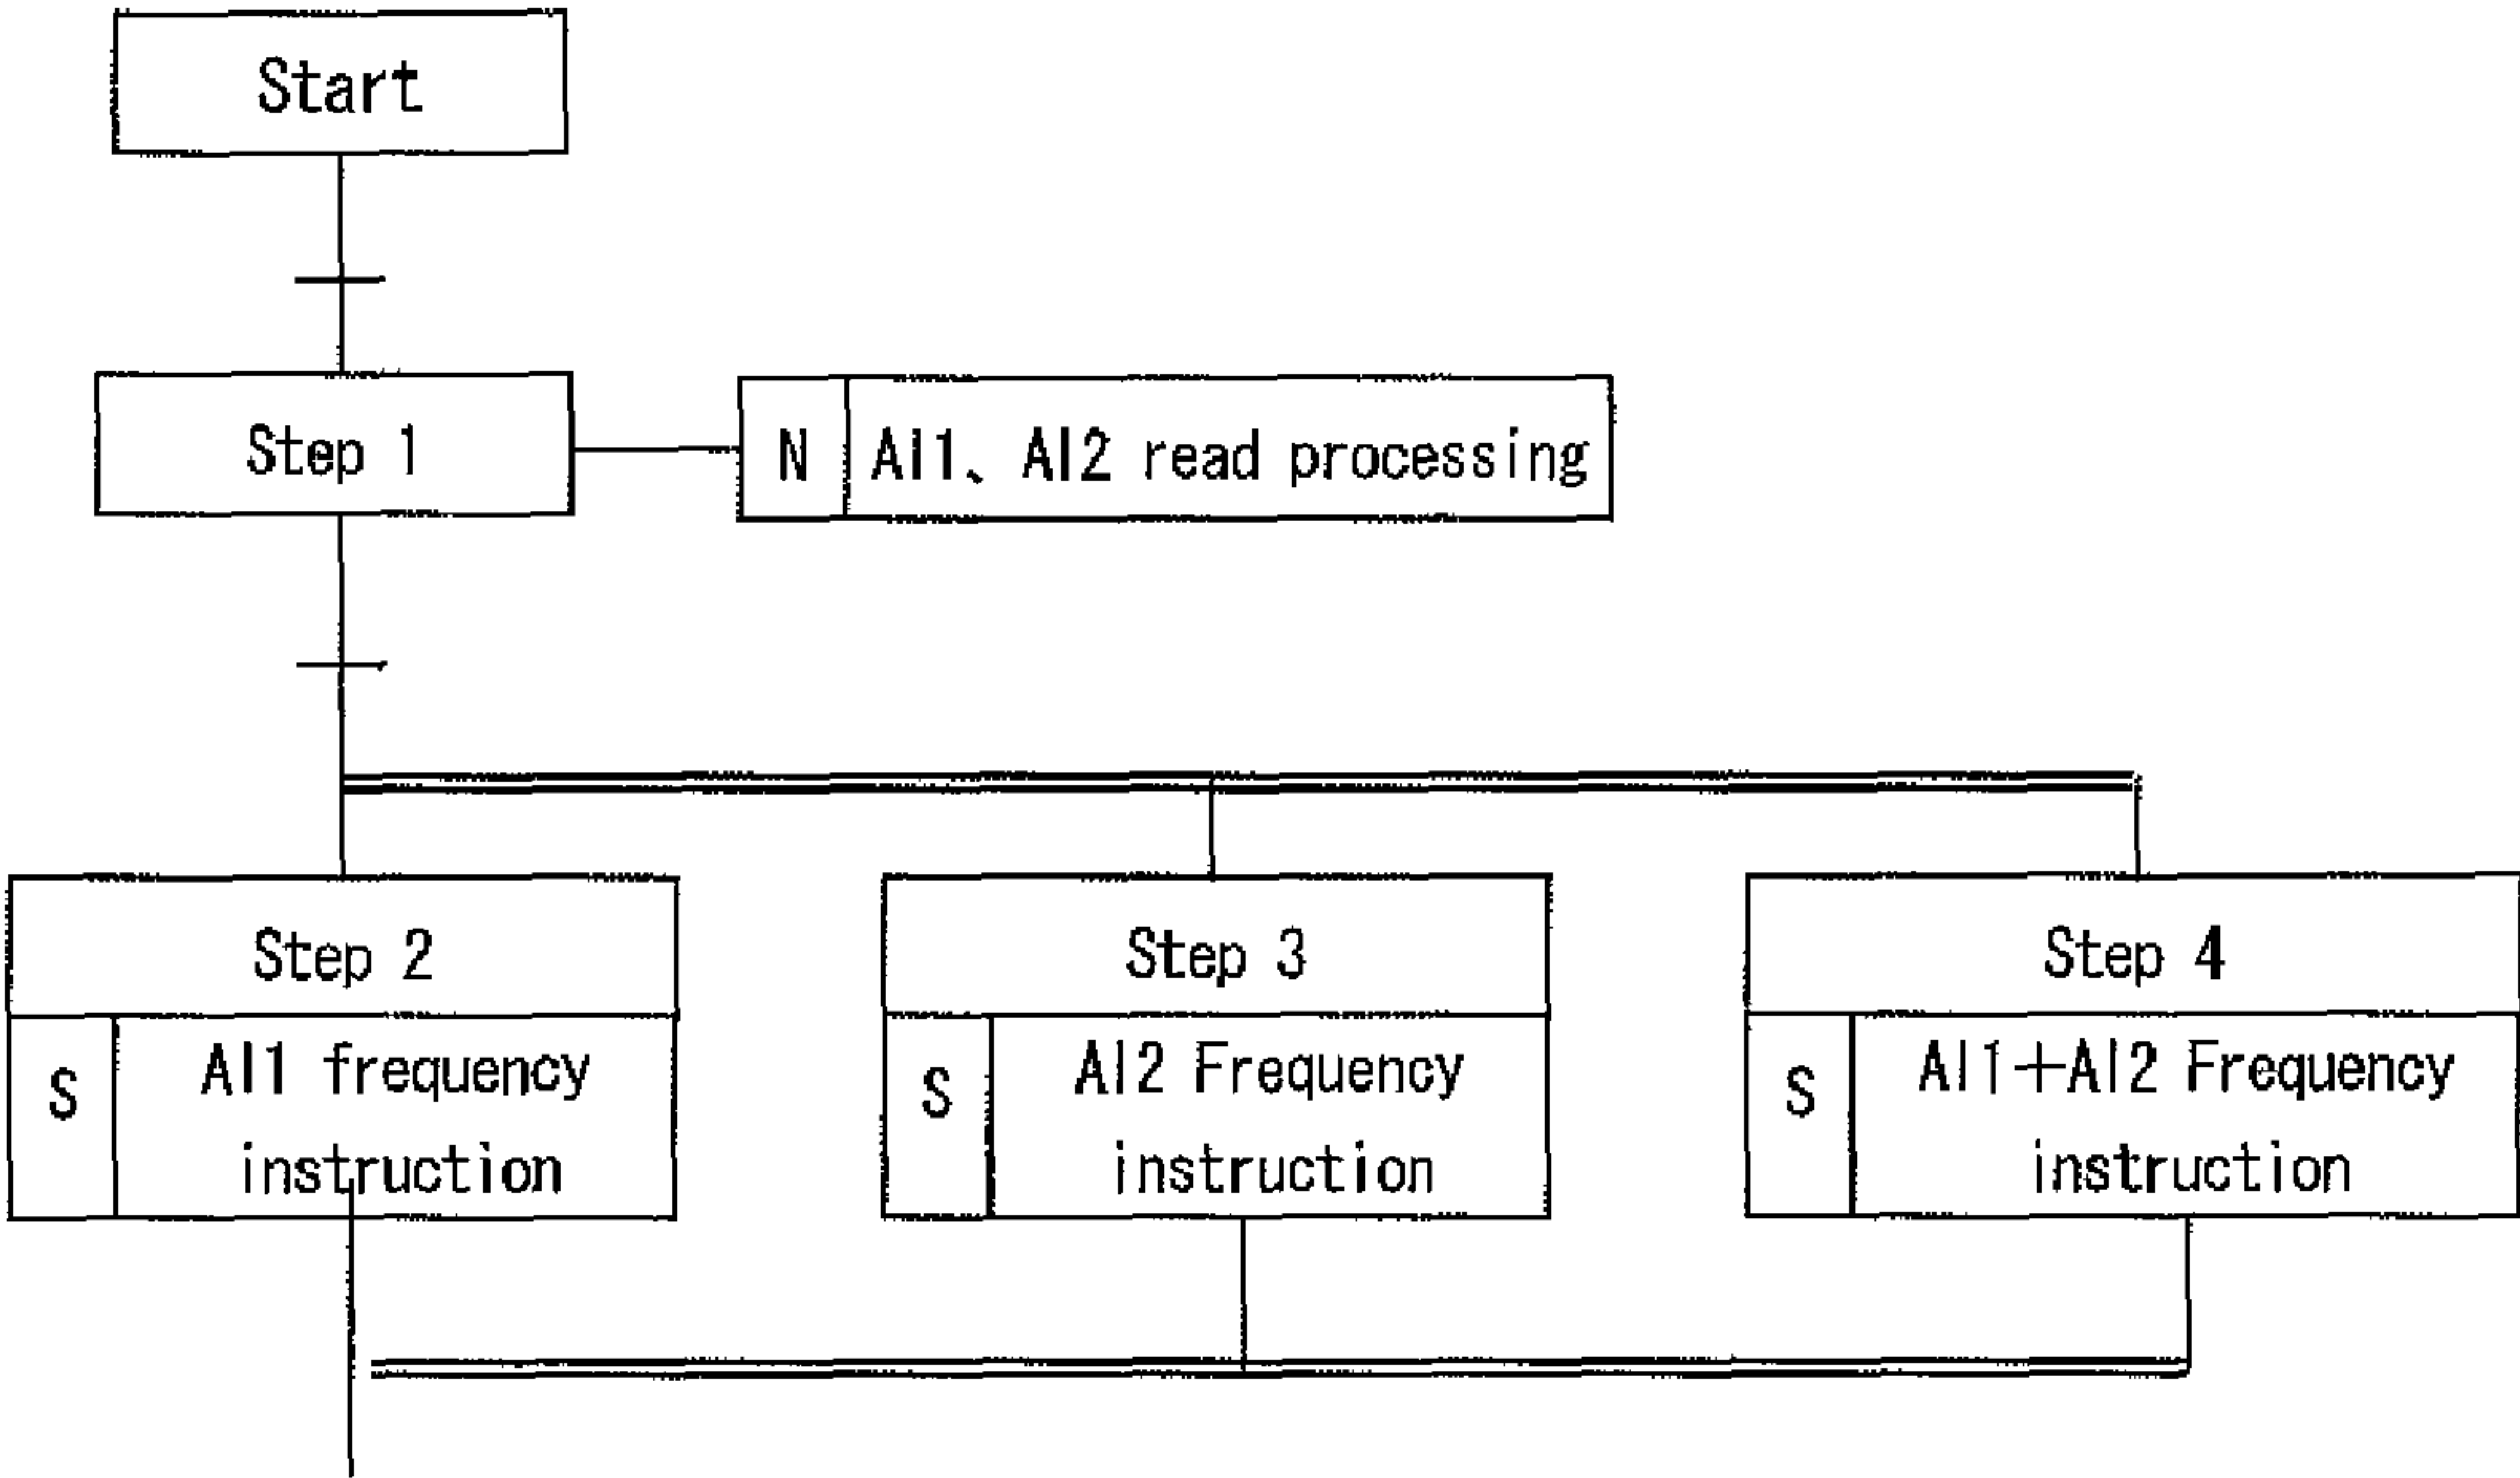 Start
Step 1
N AI1、AI2 read processing
Step 2
S AI1 frequency
instruction
Step 3
S AI2 Frequency
instruction
Step 4
S AI1+AI2 Frequency
instruction